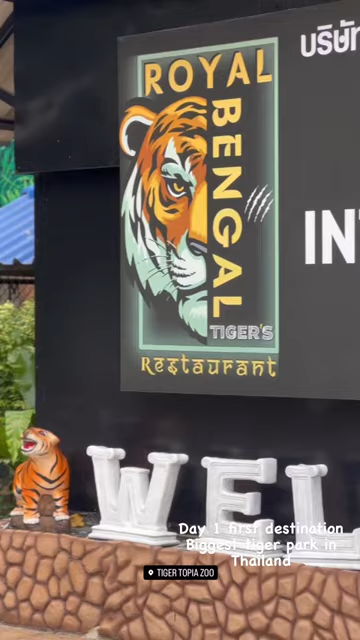 ROYAL
BENGAL
TIGER'S
Restaurant
บริษัท
IN
WEL
Day 1 first destination
Biggest tiger park in
Thailand
TIGER TOPIA ZOO